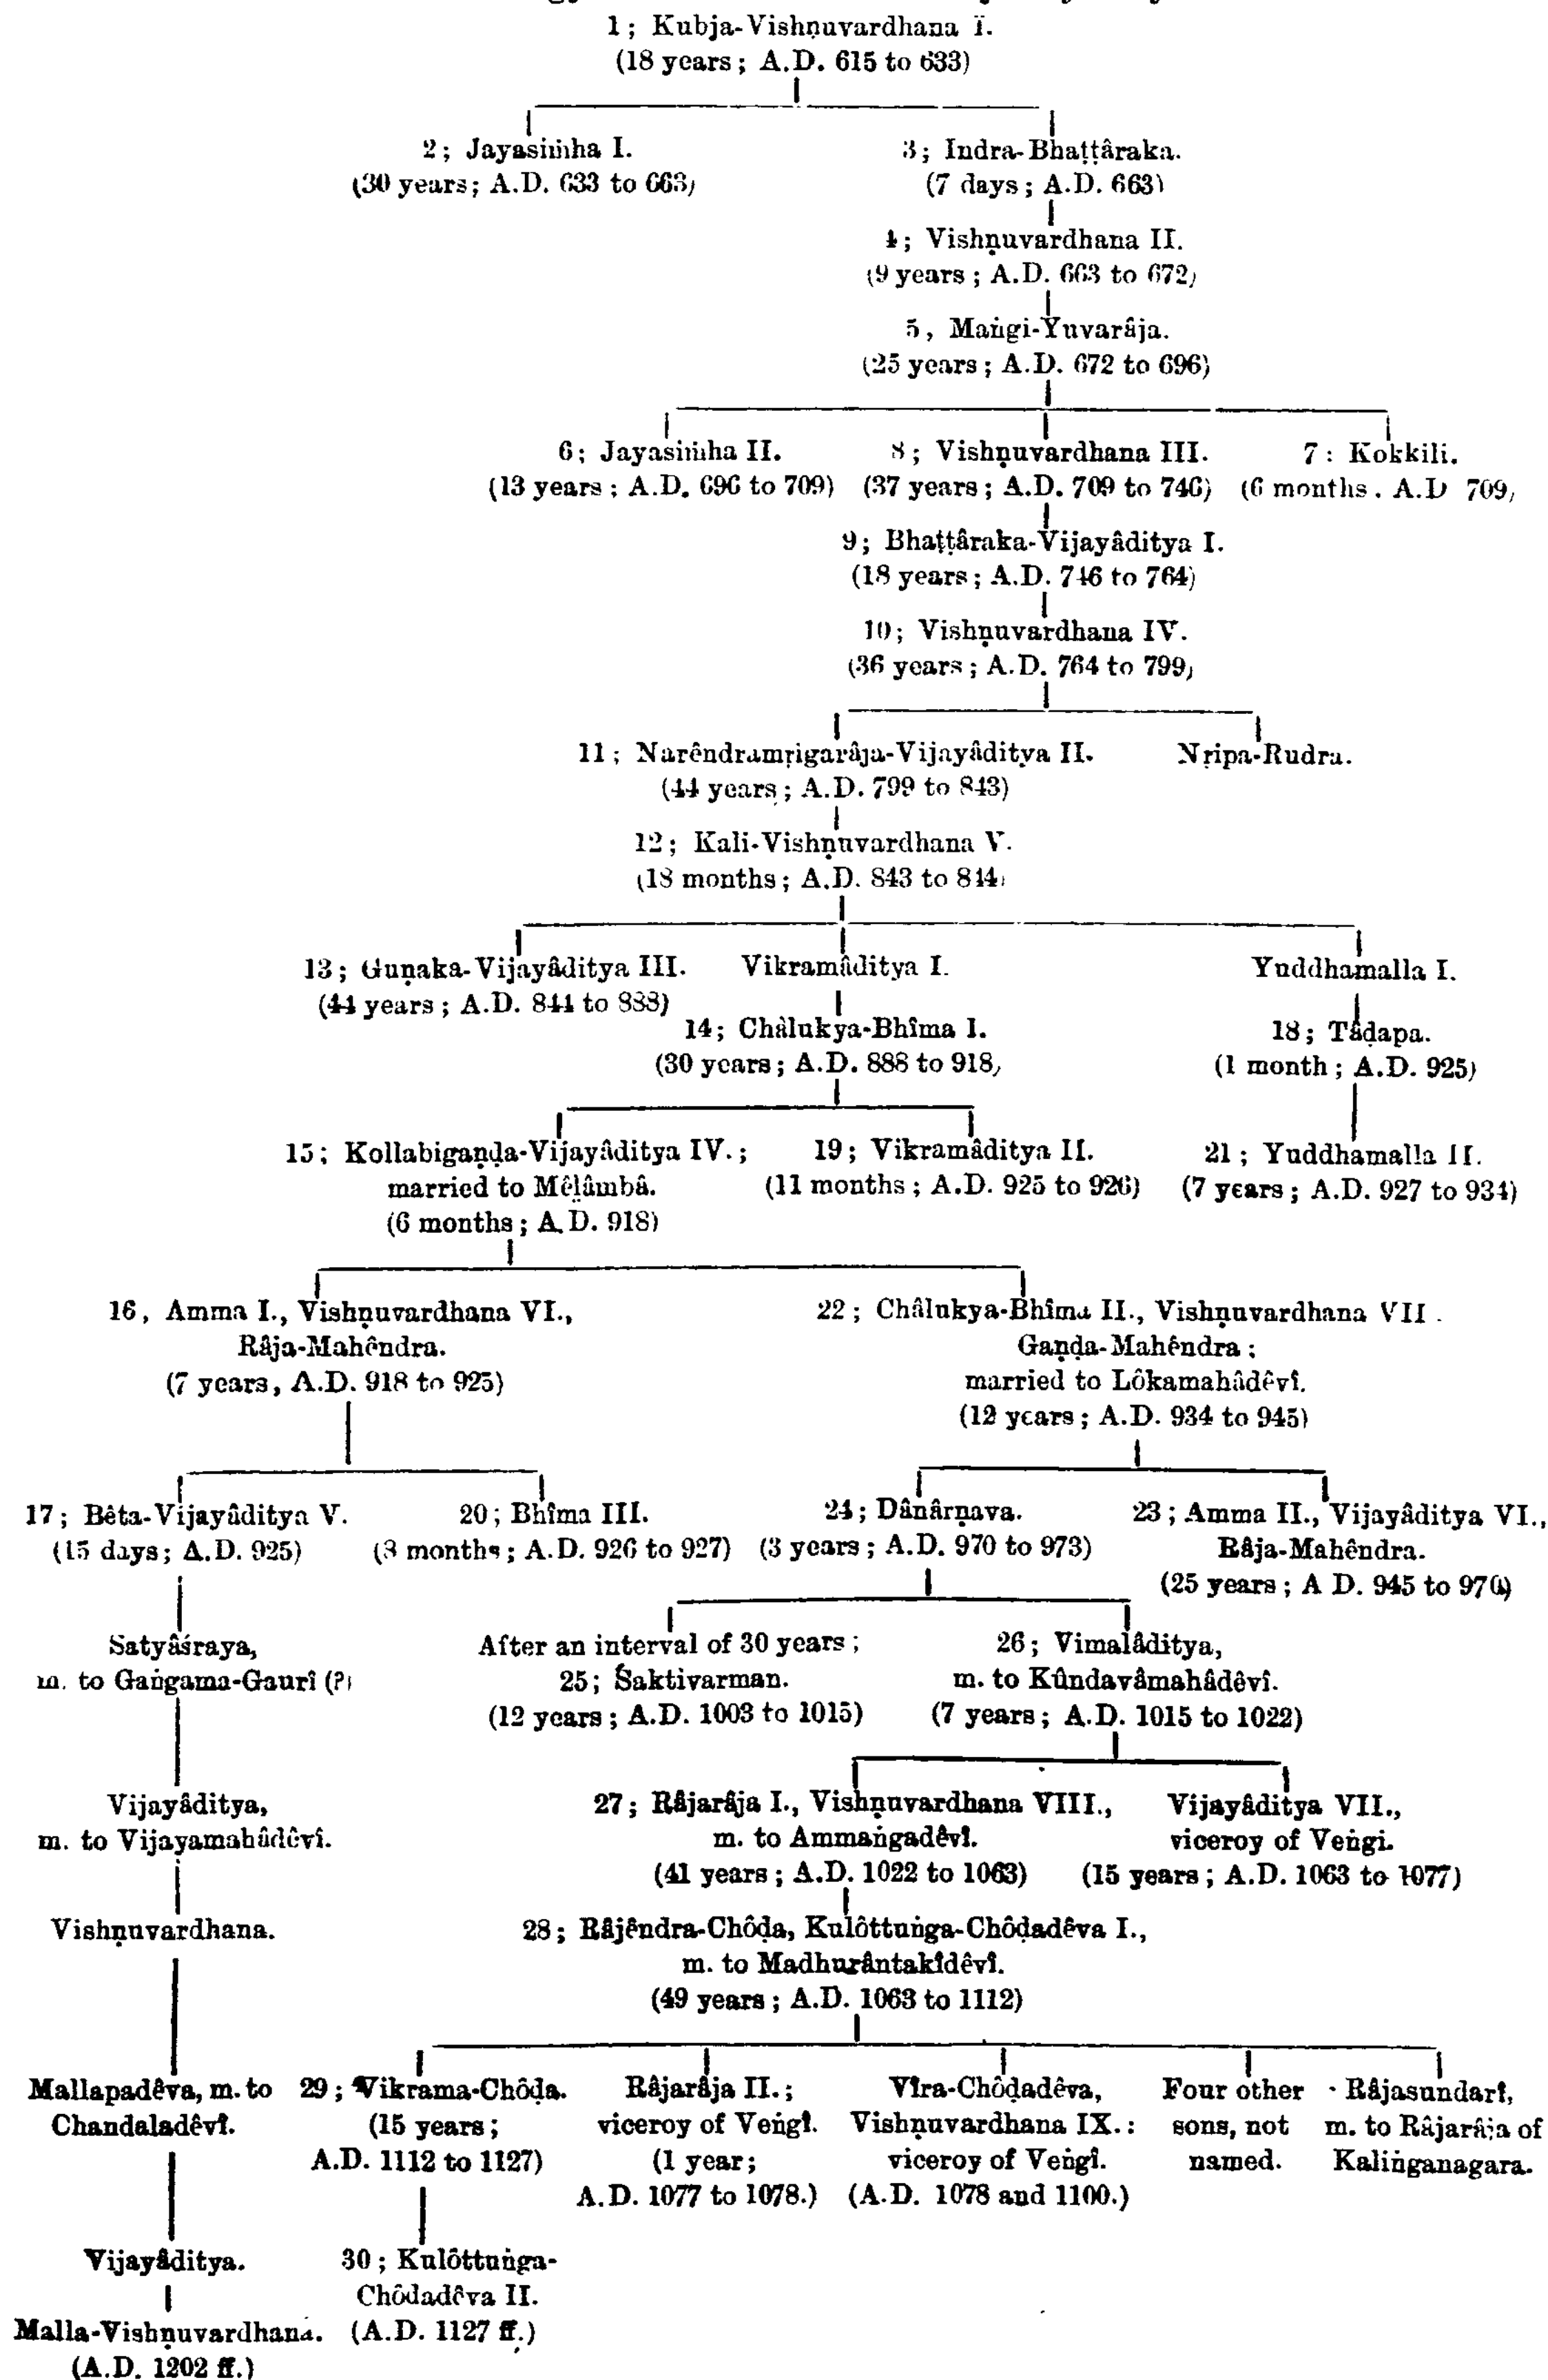 1; Kubja-Vishṇuvardhana I.
(18 years; A.D. 615 to 633)
2; Jayasiṁha I.
(30 years; A.D. 633 to 663)
3; Indra-Bhaṭṭâraka.
(7 days; A.D. 663)
4; Vishṇuvardhana II.
(9 years; A.D. 663 to 672)
5, Maṅgi-Yuvarâja.
(25 years; A.D. 672 to 696)
6; Jayasiṁha II.
(13 years; A.D. 696 to 709)
8; Vishṇuvardhana III.
(37 years; A.D. 709 to 746)
7: Kokkili.
(6 months. A.D 709)
9; Bhaṭṭâraka-Vijayâditya I.
(18 years; A.D. 746 to 764)
10; Vishṇuvardhana IV.
(36 years; A.D. 764 to 799)
11; Narêndramṛigarâja-Vijayâditya II.
(44 years; A.D. 799 to 843)
Nṛipa-Rudra.
12; Kali-Vishṇuvardhana V.
(18 months; A.D. 843 to 844)
13; Guṇaka-Vijayâditya III.
(44 years; A.D. 844 to 888)
Vikramâditya I.
Yuddhamalla I.
14; Châlukya-Bhîma I.
(30 years; A.D. 888 to 918)
18; Tâḍapa.
(1 month; A.D. 925)
15; Kollabigaṇḍa-Vijayâditya IV.;
married to Mêḷâmbâ.
(6 months; A.D. 918)
19; Vikramâditya II.
(11 months; A.D. 925 to 926)
21; Yuddhamalla II.
(7 years; A.D. 927 to 934)
16, Amma I., Vishṇuvardhana VI.,
Râja-Mahêndra.
(7 years, A.D. 918 to 925)
22; Châlukya-Bhîma II., Vishṇuvardhana VII.
Gaṇḍa-Mahêndra;
married to Lôkamahâdêvî.
(12 years; A.D. 934 to 945)
17; Bêta-Vijayâditya V.
(15 days; A.D. 925)
20; Bhîma III.
(8 months; A.D. 926 to 927)
24; Dânârṇava.
(3 years; A.D. 970 to 973)
23; Amma II., Vijayâditya VI.,
Râja-Mahêndra.
(25 years; A D. 945 to 970)
Satyâśraya,
m. to Gaṅgama-Gaurî (?)
After an interval of 30 years;
25; Śaktivarman.
(12 years; A.D. 1003 to 1015)
26; Vimalâditya,
m. to Kûndavâmahâdêvî.
(7 years; A.D. 1015 to 1022)
Vijayâditya,
m. to Vijayamahâdêvî.
27; Râjarâja I., Vishṇuvardhana VIII.,
m. to Ammaṅgadêvî.
(41 years; A.D. 1022 to 1063)
Vijayâditya VII.,
viceroy of Veṅgi.
(15 years; A.D. 1063 to 1077)
Vishṇuvardhana.
28; Râjêndra-Chôḍa, Kulôttuṅga-Chôḍadêva I.,
m. to Madhurântakîdêvî.
(49 years; A.D. 1063 to 1112)
Mallapadêva, m. to
Chandaladêvî.
29; Vikrama-Chôḍa.
(15 years;
A.D. 1112 to 1127)
Râjarâja II.;
viceroy of Veṅgî.
(1 year;
A.D. 1077 to 1078.)
Vîra-Chôḍadêva,
Vishṇuvardhana IX.:
viceroy of Veṅgî.
(A.D. 1078 and 1100.)
Four other
sons, not
named.
Râjasundarî,
m. to Râjarâja of
Kaliṅganagara.
Vijayâditya.
30; Kulôttuṅga-
Chôdadêva II.
(A.D. 1127 ff.)
Malla-Vishṇuvardhana.
(A.D. 1202 ff.)